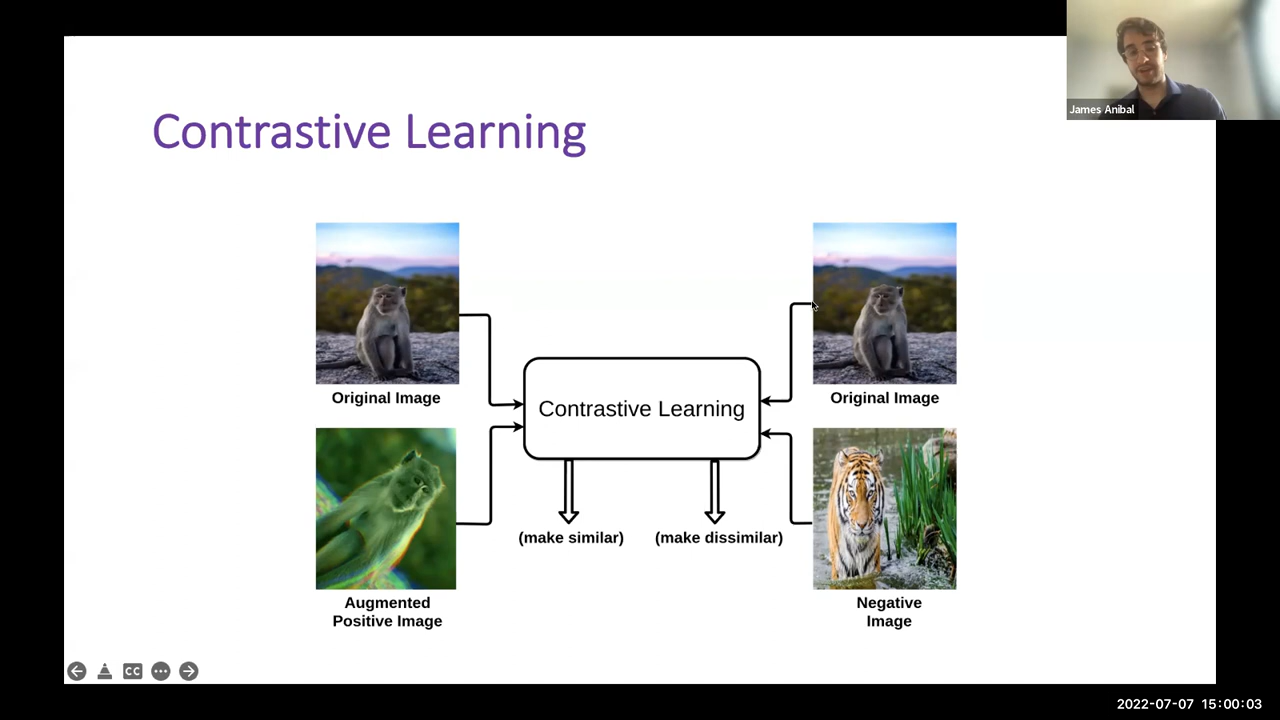 James Anibal
Contrastive Learning
Original Image
Original Image
Contrastive Learning
(make similar)
(make dissimilar)
Augmented
Positive Image
Negative
Image
CC
2022-07-07 15:00:03